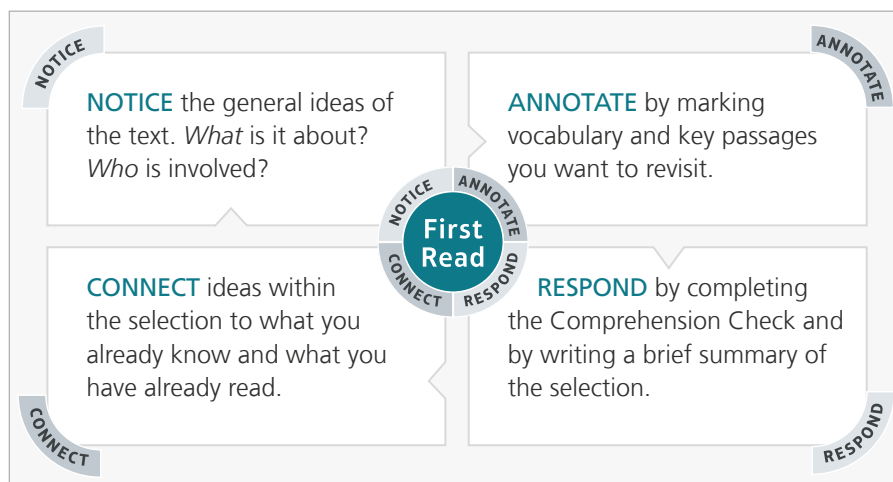 NOTICE
NOTICE the general ideas of
the text. What is it about?
Who is involved?
ANNOTATE
ANNOTATE by marking
vocabulary and key passages
you want to revisit.
NOTICE
ANNOTATE
First
Read
CONNECT
RESPOND
CONNECT ideas within
the selection to what you
already know and what you
have already read.
CONNECT
RESPOND by completing
the Comprehension Check and
by writing a brief summary of
the selection.
RESPOND